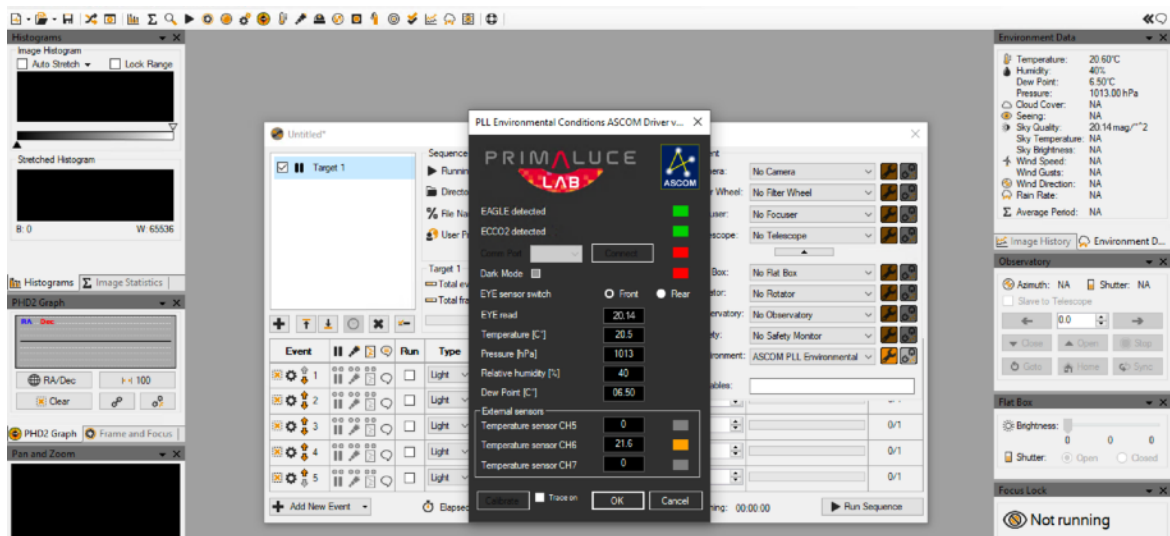 Histograms
Image Histogram
Auto Stretch
Lock Range
Stretched Histogram
B: 0
W: 65536
Histograms
Image Statistics
PHD2 Graph
RA Dec
RA/Dec
100
Clear
PHD2 Graph
Frame and Focus
Pan and Zoom
Untitled*
Target 1
Sequence
Directo
File Na
User P
Target 1
Total ev
Total fra
Event
Run
Type
1
Light
2
Light
3
Light
0/1
4
Light
0/1
5
Light
0/1
Add New Event
Elapse
00:00:00
Run Sequence
PLL Environmental Conditions ASCOM Driver v...
PRIMALUCE
LAB
ASCOM
EAGLE detected
ECCO2 detected
Comm Port
Connect
Dark Mode
EYE sensor switch
Front
Rear
EYE read
20.14
Temperature [C°]
20.5
Pressure [hPa]
1013
Relative humidity [%]
40
Dew Point [C°]
06.50
External sensors
Temperature sensor CH5
0
Temperature sensor CH6
21.6
Temperature sensor CH7
0
Calibrate
Trace on
OK
Cancel
No Camera
Wheel:
No Filter Wheel
No Focuser
No Telescope
Box:
No Flat Box
No Rotator
No Observatory
No Safety Monitor
ASCOM PLL Environmental
Environment Data
Temperature: 20.60°C
Humidity: 40%
Dew Point: 6.50°C
Pressure: 1013.00 hPa
Cloud Cover: NA
Seeing: NA
Sky Quality: 20.14 mag/"^2
Sky Temperature: NA
Sky Brightness: NA
Wind Speed: NA
Wind Gusts: NA
Wind Direction: NA
Rain Rate: NA
Average Period: NA
Image History
Environment D...
Observatory
Azimuth: NA
Shutter: NA
Slave to Telescope
0.0
Close
Open
Stop
Goto
Home
Sync
Flat Box
Brightness:
0
0
0
Shutter:
Open
Closed
Focus Lock
Not running